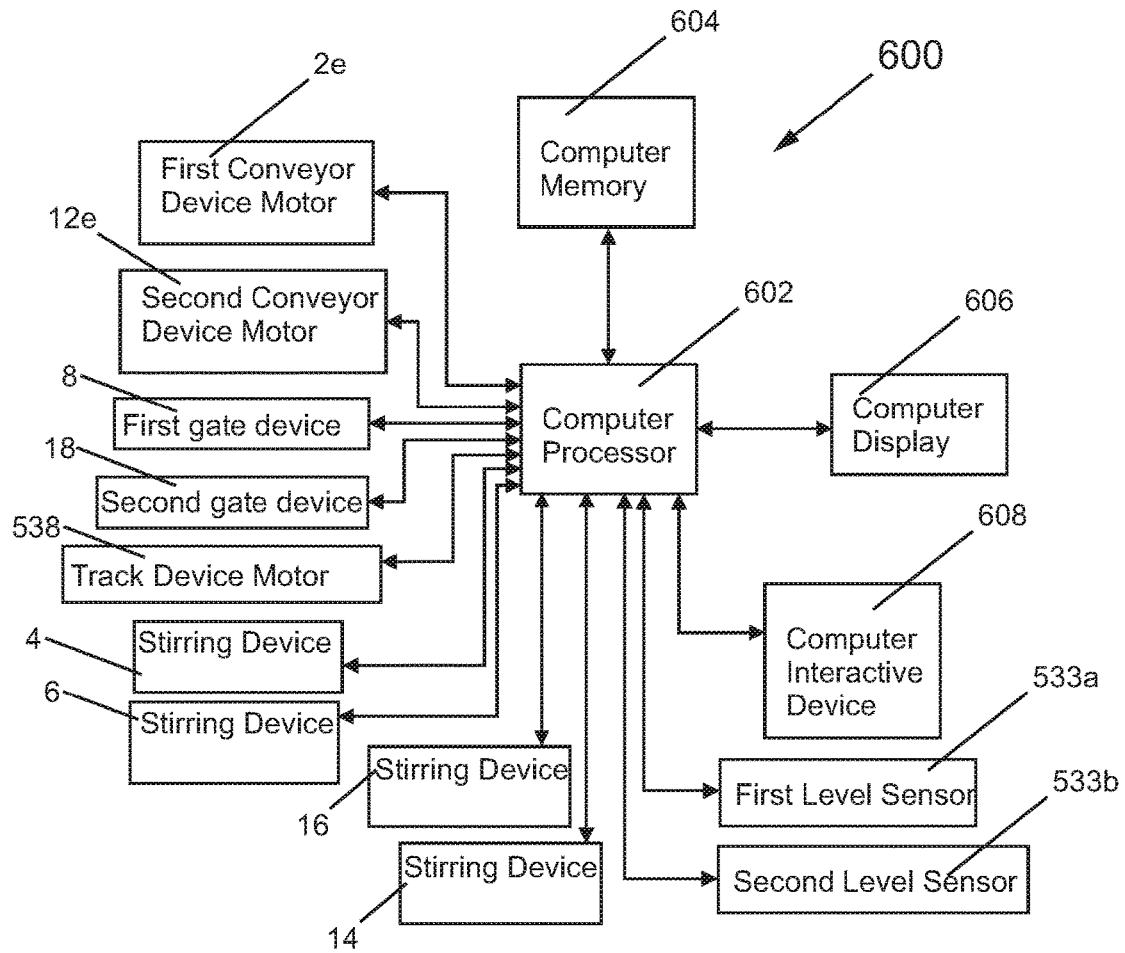 604
600
2e
First Conveyor
Device Motor
Computer
Memory
12e
Second Conveyor
Device Motor
602
606
8
First gate device
Computer
Processor
Computer
Display
18
Second gate device
538
Track Device Motor
608
Computer
Interactive
Device
4
Stirring Device
6
Stirring Device
533a
16
Stirring Device
First Level Sensor
533b
14
Stirring Device
Second Level Sensor